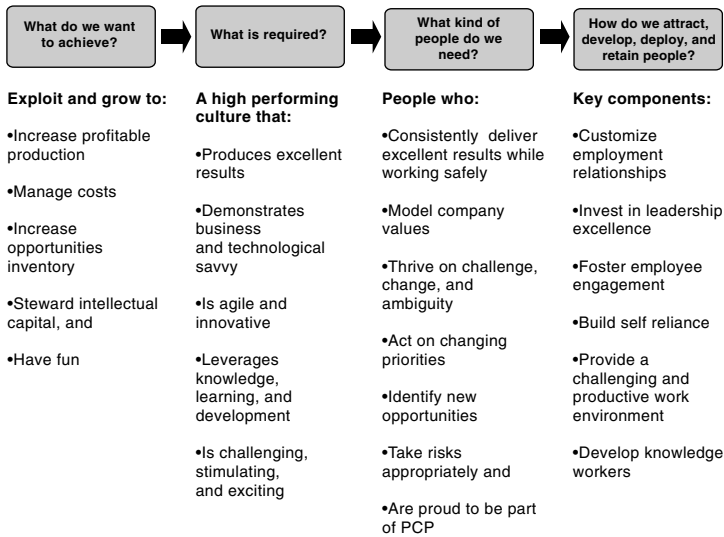 What do we want
to achieve?
What is required?
What kind of
people do we
need?
How do we attract,
develop, deploy, and
retain people?
Exploit and grow to:
•Increase profitable
production
•Manage costs
•Increase
opportunities
inventory
•Steward intellectual
capital, and
•Have fun
A high performing
culture that:
•Produces excellent
results
•Demonstrates
business
and technological
savvy
•Is agile and
innovative
•Leverages
knowledge,
learning, and
development
•Is challenging,
stimulating,
and exciting
People who:
•Consistently deliver
excellent results while
working safely
•Model company
values
•Thrive on challenge,
change, and
ambiguity
•Act on changing
priorities
•Identify new
opportunities
•Take risks
appropriately and
•Are proud to be part
of PCP
Key components:
•Customize
employment
relationships
•Invest in leadership
excellence
•Foster employee
engagement
•Build self reliance
•Provide a
challenging and
productive work
environment
•Develop knowledge
workers